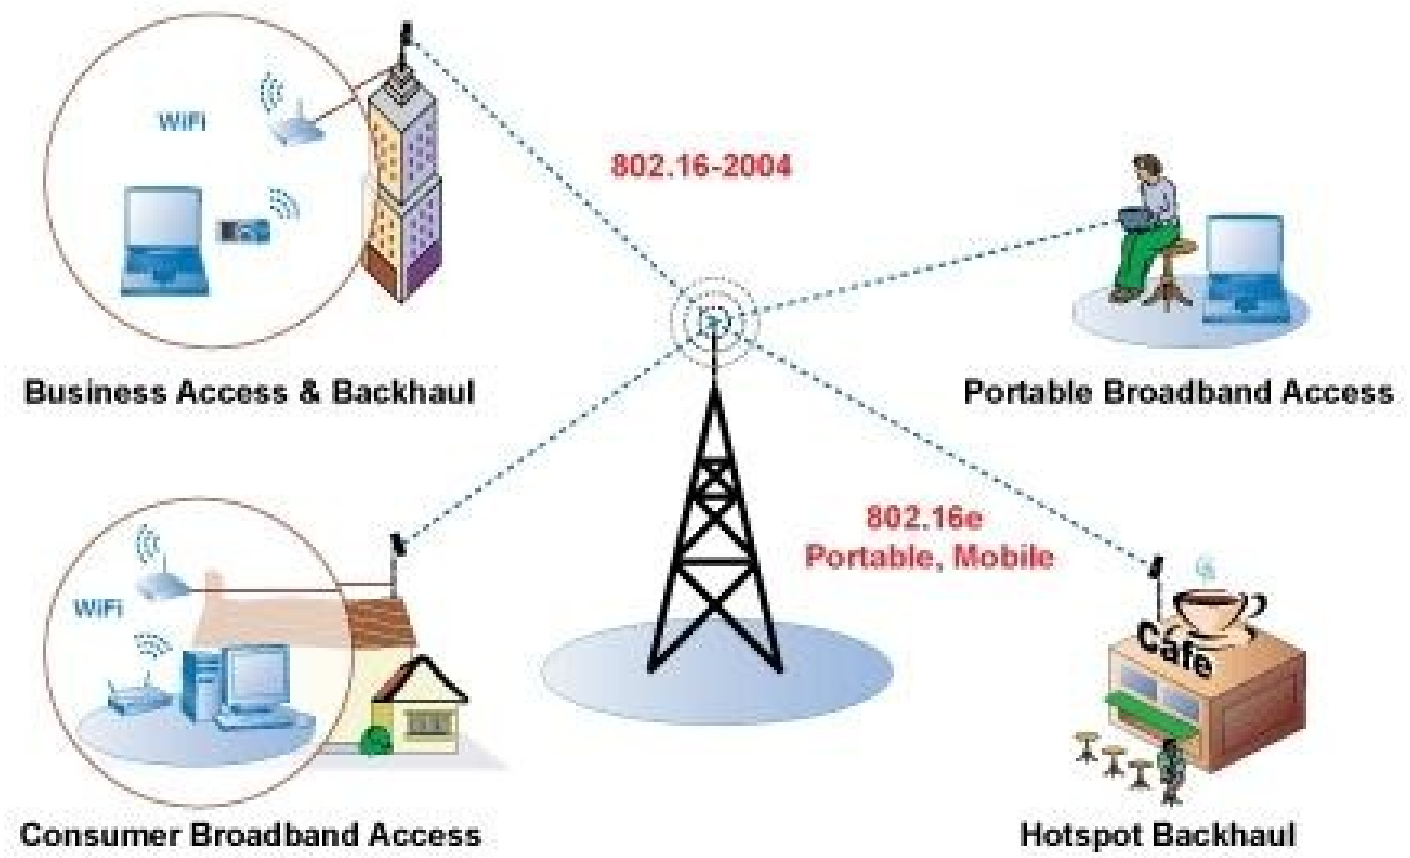 WiFi
802.16-2004
Business Access & Backhaul
Portable Broadband Access
802.16e
Portable, Mobile
WiFi
Cafe
Consumer Broadband Access
Hotspot Backhaul